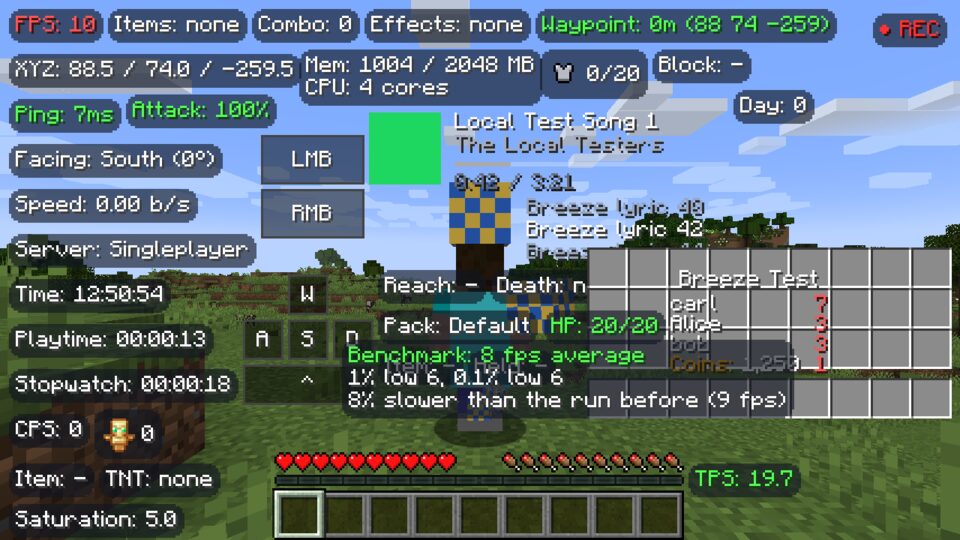 FPS: 10
Items: none
Combo: 0
Effects: none
Waypoint: 0m (88 74 -259)
● REC
XYZ: 88.5 / 74.0 / -259.5
Mem: 1004 / 2048 MB
CPU: 4 cores
0/20
Block: -
Day: 0
Ping: 7ms
Attack: 100%
Local Test Song 1
The Local Testers
0:42 / 3:21
Facing: South (0°)
LMB
RMB
Speed: 0.00 b/s
Breeze lyric 40
Breeze lyric 42
Breeze
Server: Singleplayer
Time: 12:50:54
W
Reach: -
Death: n
Breeze Test
carl 7
Alice 3
bob 3
Coins: 1,250 1
Playtime: 00:00:13
A
S
D
Pack: Default
HP: 20/20
Benchmark: 8 fps average
1% low 6, 0.1% low 6
8% slower than the run before (9 fps)
Stopwatch: 00:00:18
^
CPS: 0
0
Item: -
TNT: none
TPS: 19.7
Saturation: 5.0